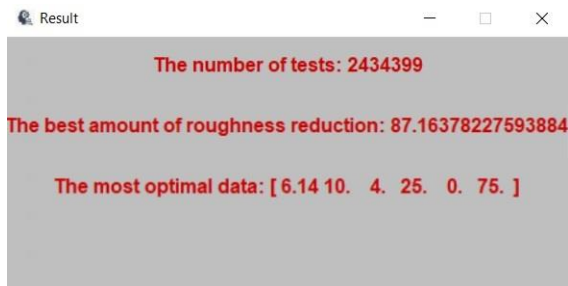 Result
The number of tests: 2434399
The best amount of roughness reduction: 87.16378227593884
The most optimal data: [ 6.14 10. 4. 25. 0. 75. ]